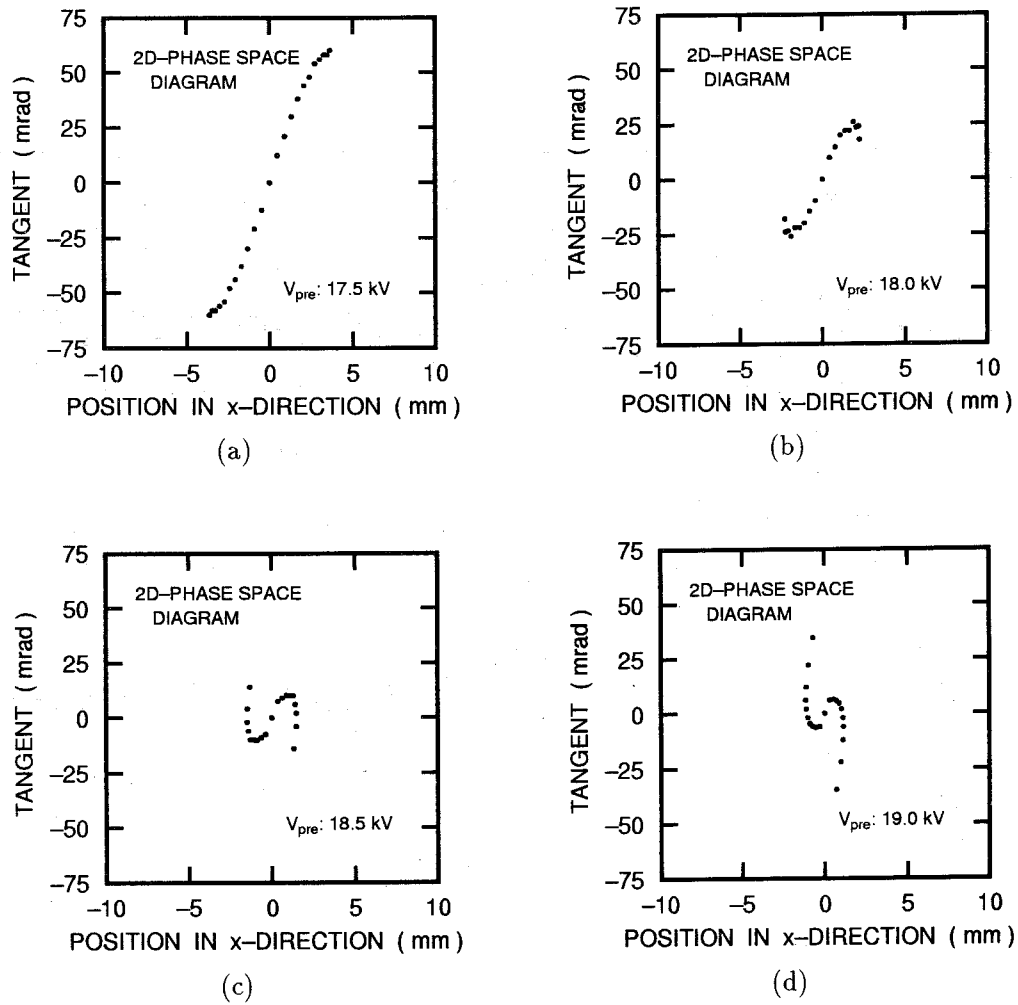 75
50
25
0
−25
−50
−75
TANGENT ( mrad )
2D–PHASE SPACE
DIAGRAM
Vpre: 17.5 kV
−10 −5 0 5 10
POSITION IN x–DIRECTION ( mm )
(a)
75
50
25
0
−25
−50
−75
TANGENT ( mrad )
2D–PHASE SPACE
DIAGRAM
Vpre: 18.0 kV
−10 −5 0 5 10
POSITION IN x–DIRECTION ( mm )
(b)
75
50
25
0
−25
−50
−75
TANGENT ( mrad )
2D–PHASE SPACE
DIAGRAM
Vpre: 18.5 kV
−10 −5 0 5 10
POSITION IN x–DIRECTION ( mm )
(c)
75
50
25
0
−25
−50
−75
TANGENT ( mrad )
2D–PHASE SPACE
DIAGRAM
Vpre: 19.0 kV
−10 −5 0 5 10
POSITION IN x–DIRECTION ( mm )
(d)